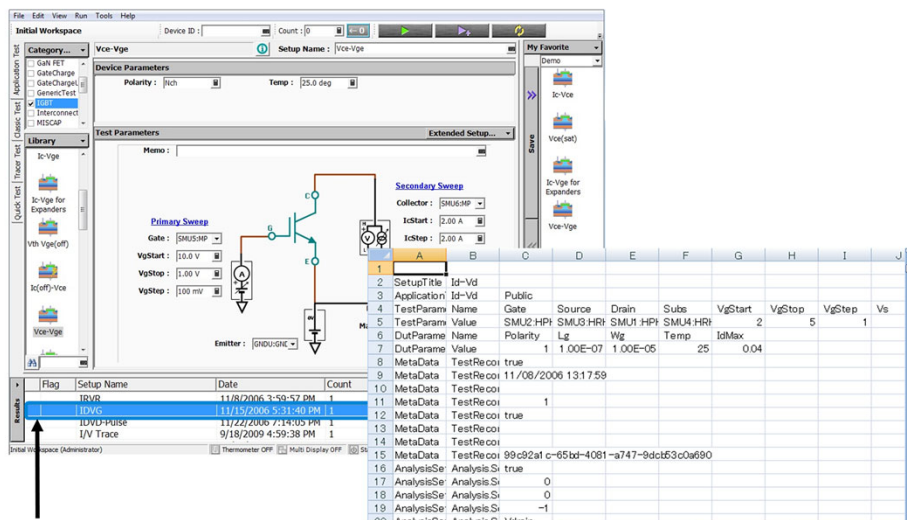 File Edit View Run Tools Help
Initial Workspace Device ID : Count : 0
Application Test
Classic Test
Tracer Test
Quick Test
Category...
GaN FET
GateCharge
GateChargeL
GenericTest
IGBT
Interconnect
MISCAP
Library
Ic-Vge
Ic-Vge for
Expanders
Vth Vge(off)
Ic(off)-Vce
Vce-Vge
Vce-Vge Setup Name : Vce-Vge
Device Parameters
Polarity : Nch Temp : 25.0 deg
Test Parameters Extended Setup...
Memo :
Primary Sweep
Gate : SMU5:MP
VgStart : 10.0 V
VgStop : 1.00 V
VgStep : 100 mV
C
G
E
0V
Emitter : GNDU:GNE
Secondary Sweep
Collector : SMU6:MP
IcStart : 2.00 A
IcStep : 2.00 A
My Favorite
Demo
Save
Ic-Vce
Vce(sat)
Ic-Vge for
Expanders
Vce-Vge
Results
Flag Setup Name Date Count
IRVR 11/8/2006 3:59:57 PM 1
IDVG 11/15/2006 5:31:40 PM 1
IDVD-Pulse 11/22/2006 7:14:05 PM 1
I/V Trace 9/18/2009 4:59:38 PM 1
Initial Workspace (Administrator) Thermometer OFF Multi Display OFF
A B C D E F G H I J
1
2 SetupTitle Id-Vd
3 Application Id-Vd Public
4 TestParam Name Gate Source Drain Subs VgStart VgStop VgStep Vs
5 TestParam Value SMU2:HP SMU3:HR SMU1:HP SMU4:HR 2 5 1
6 DutParame Name Polarity Lg Wg Temp IdMax
7 DutParame Value 1 1.00E-07 1.00E-05 25 0.04
8 MetaData TestRecor true
9 MetaData TestRecor 11/08/2006 13:17:59
10 MetaData TestRecor
11 MetaData TestRecor 1
12 MetaData TestRecor true
13 MetaData TestRecor
14 MetaData TestRecor
15 MetaData TestRecor 99c92a1c-65bd-4081-a747-9dcb53c0a690
16 AnalysisSe Analysis.Se true
17 AnalysisSe Analysis.Se 0
18 AnalysisSe Analysis.Se 0
19 AnalysisSe Analysis.Se -1